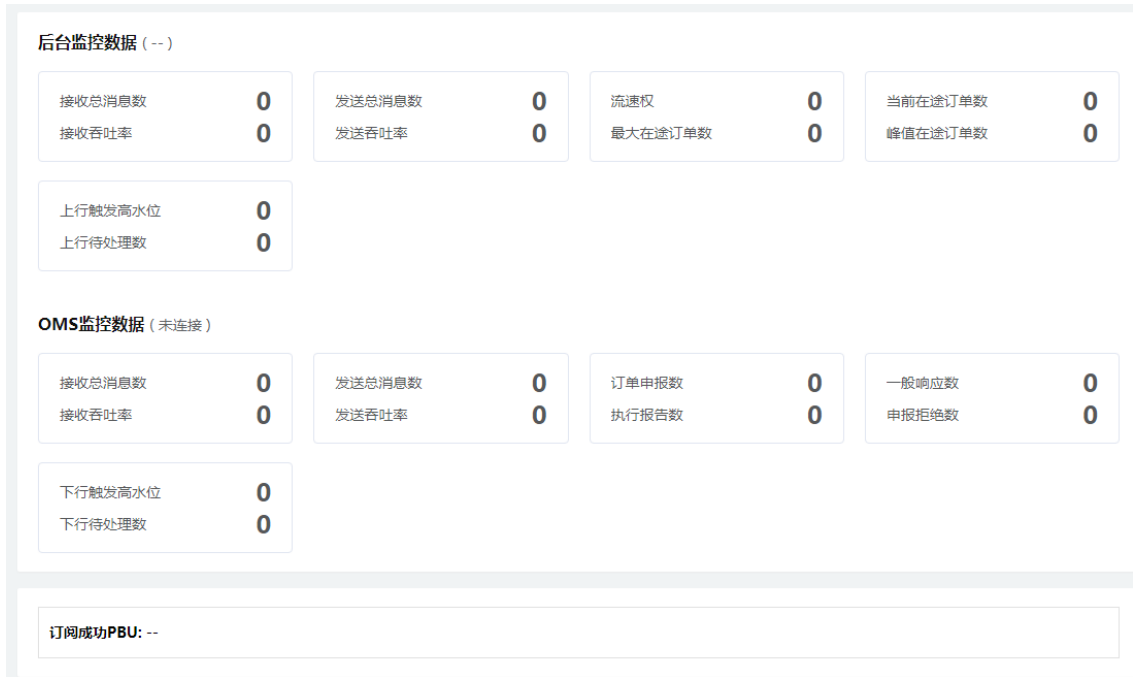 后台监控数据 ( -- )
接收总消息数 0
接收吞吐率 0
发送总消息数 0
发送吞吐率 0
流速权 0
最大在途订单数 0
当前在途订单数 0
峰值在途订单数 0
上行触发高水位 0
上行待处理数 0
OMS监控数据 ( 未连接 )
接收总消息数 0
接收吞吐率 0
发送总消息数 0
发送吞吐率 0
订单申报数 0
执行报告数 0
一般响应数 0
申报拒绝数 0
下行触发高水位 0
下行待处理数 0
订阅成功PBU: --